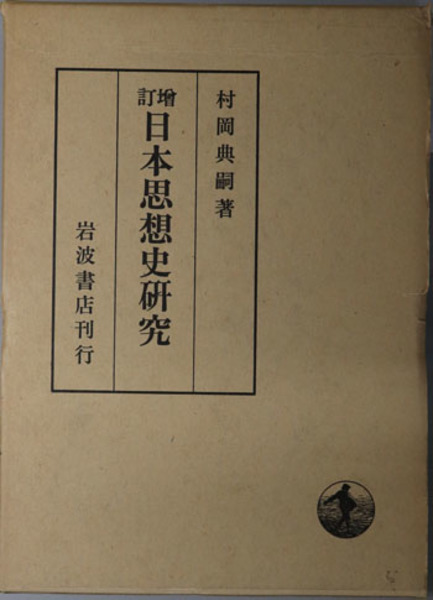 村岡典嗣著
増訂
日本思想史研究
岩波書店刊行